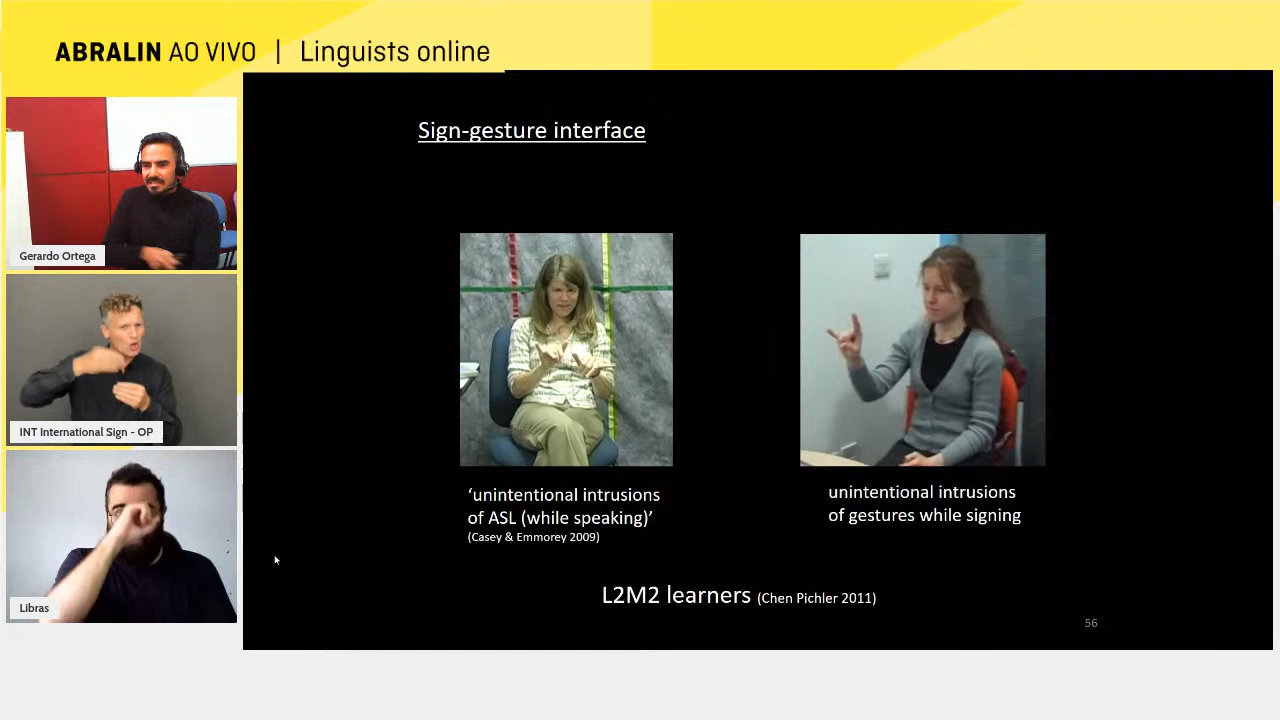 ABRALIN AO VIVO | Linguists online
Gerardo Ortega
INT International Sign - OP
Libras
Sign-gesture interface
‘unintentional intrusions
of ASL (while speaking)’
(Casey & Emmorey 2009)
unintentional intrusions
of gestures while signing
L2M2 learners (Chen Pichler 2011)
56